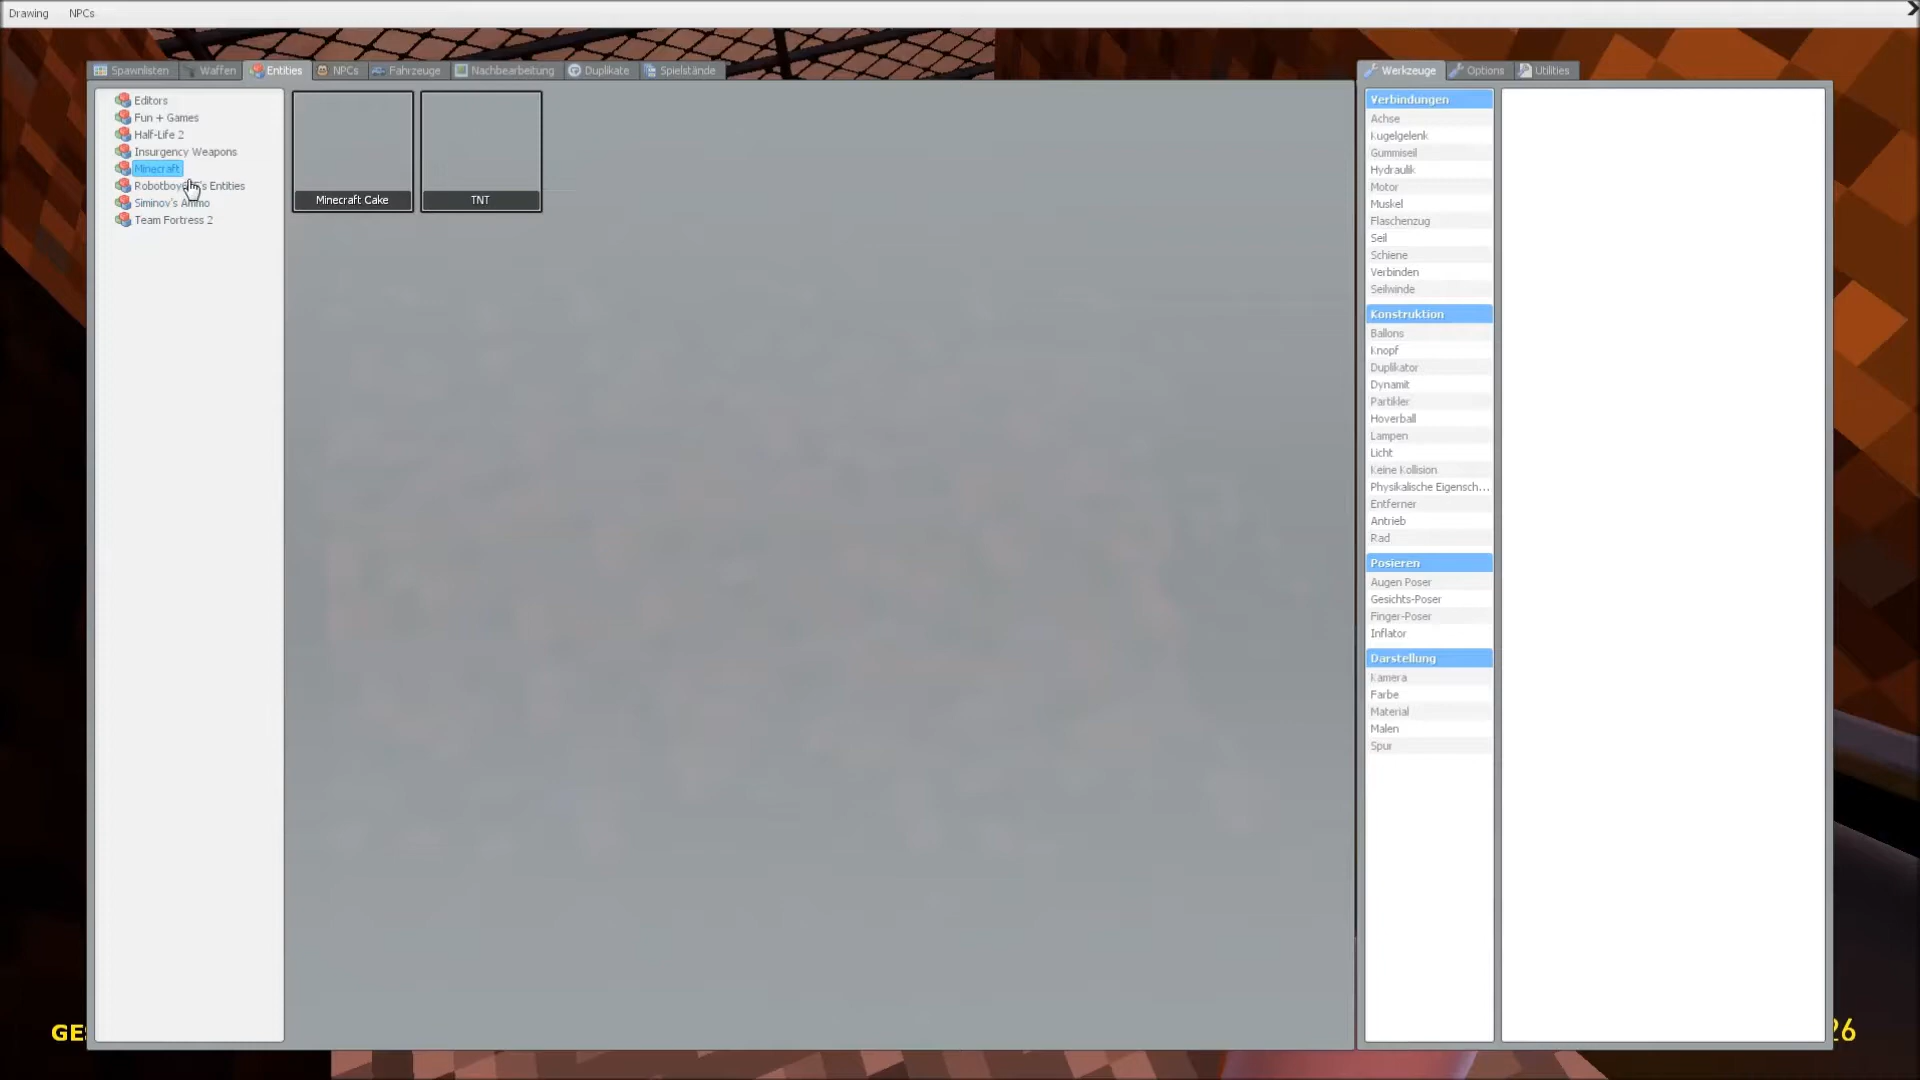 Drawing NPCs
Spawnlisten Waffen Entities NPCs Fahrzeuge Nachbearbeitung Duplikate Spielstände
Editors
Fun + Games
Half-Life 2
Insurgency Weapons
Minecraft
Entities
Siminov's Ammo
Team Fortress 2
Minecraft Cake
TNT
Werkzeuge Options Utilities
Verbindungen
Achse
Kugelgelenk
Gummiseil
Hydraulik
Motor
Muskel
Flaschenzug
Seil
Schiene
Verbinden
Seilwinde
Konstruktion
Ballons
Knopf
Duplikator
Dynamit
Partikler
Hoverball
Lampen
Licht
Keine Kollision
Physikalische Eigensch...
Entferner
Antrieb
Rad
Posieren
Augen Poser
Gesichts-Poser
Finger-Poser
Inflator
Darstellung
Kamera
Farbe
Material
Malen
Spur
26